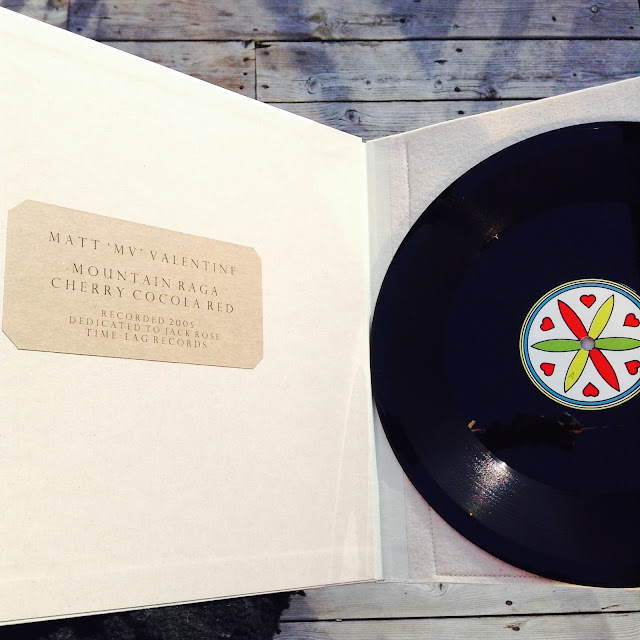 MATT 'MV' VALENTINE
MOUNTAIN RAGA
CHERRY COCOLA RED
RECORDED 2005
DEDICATED TO JACK ROSE
TIME-LAG RECORDS